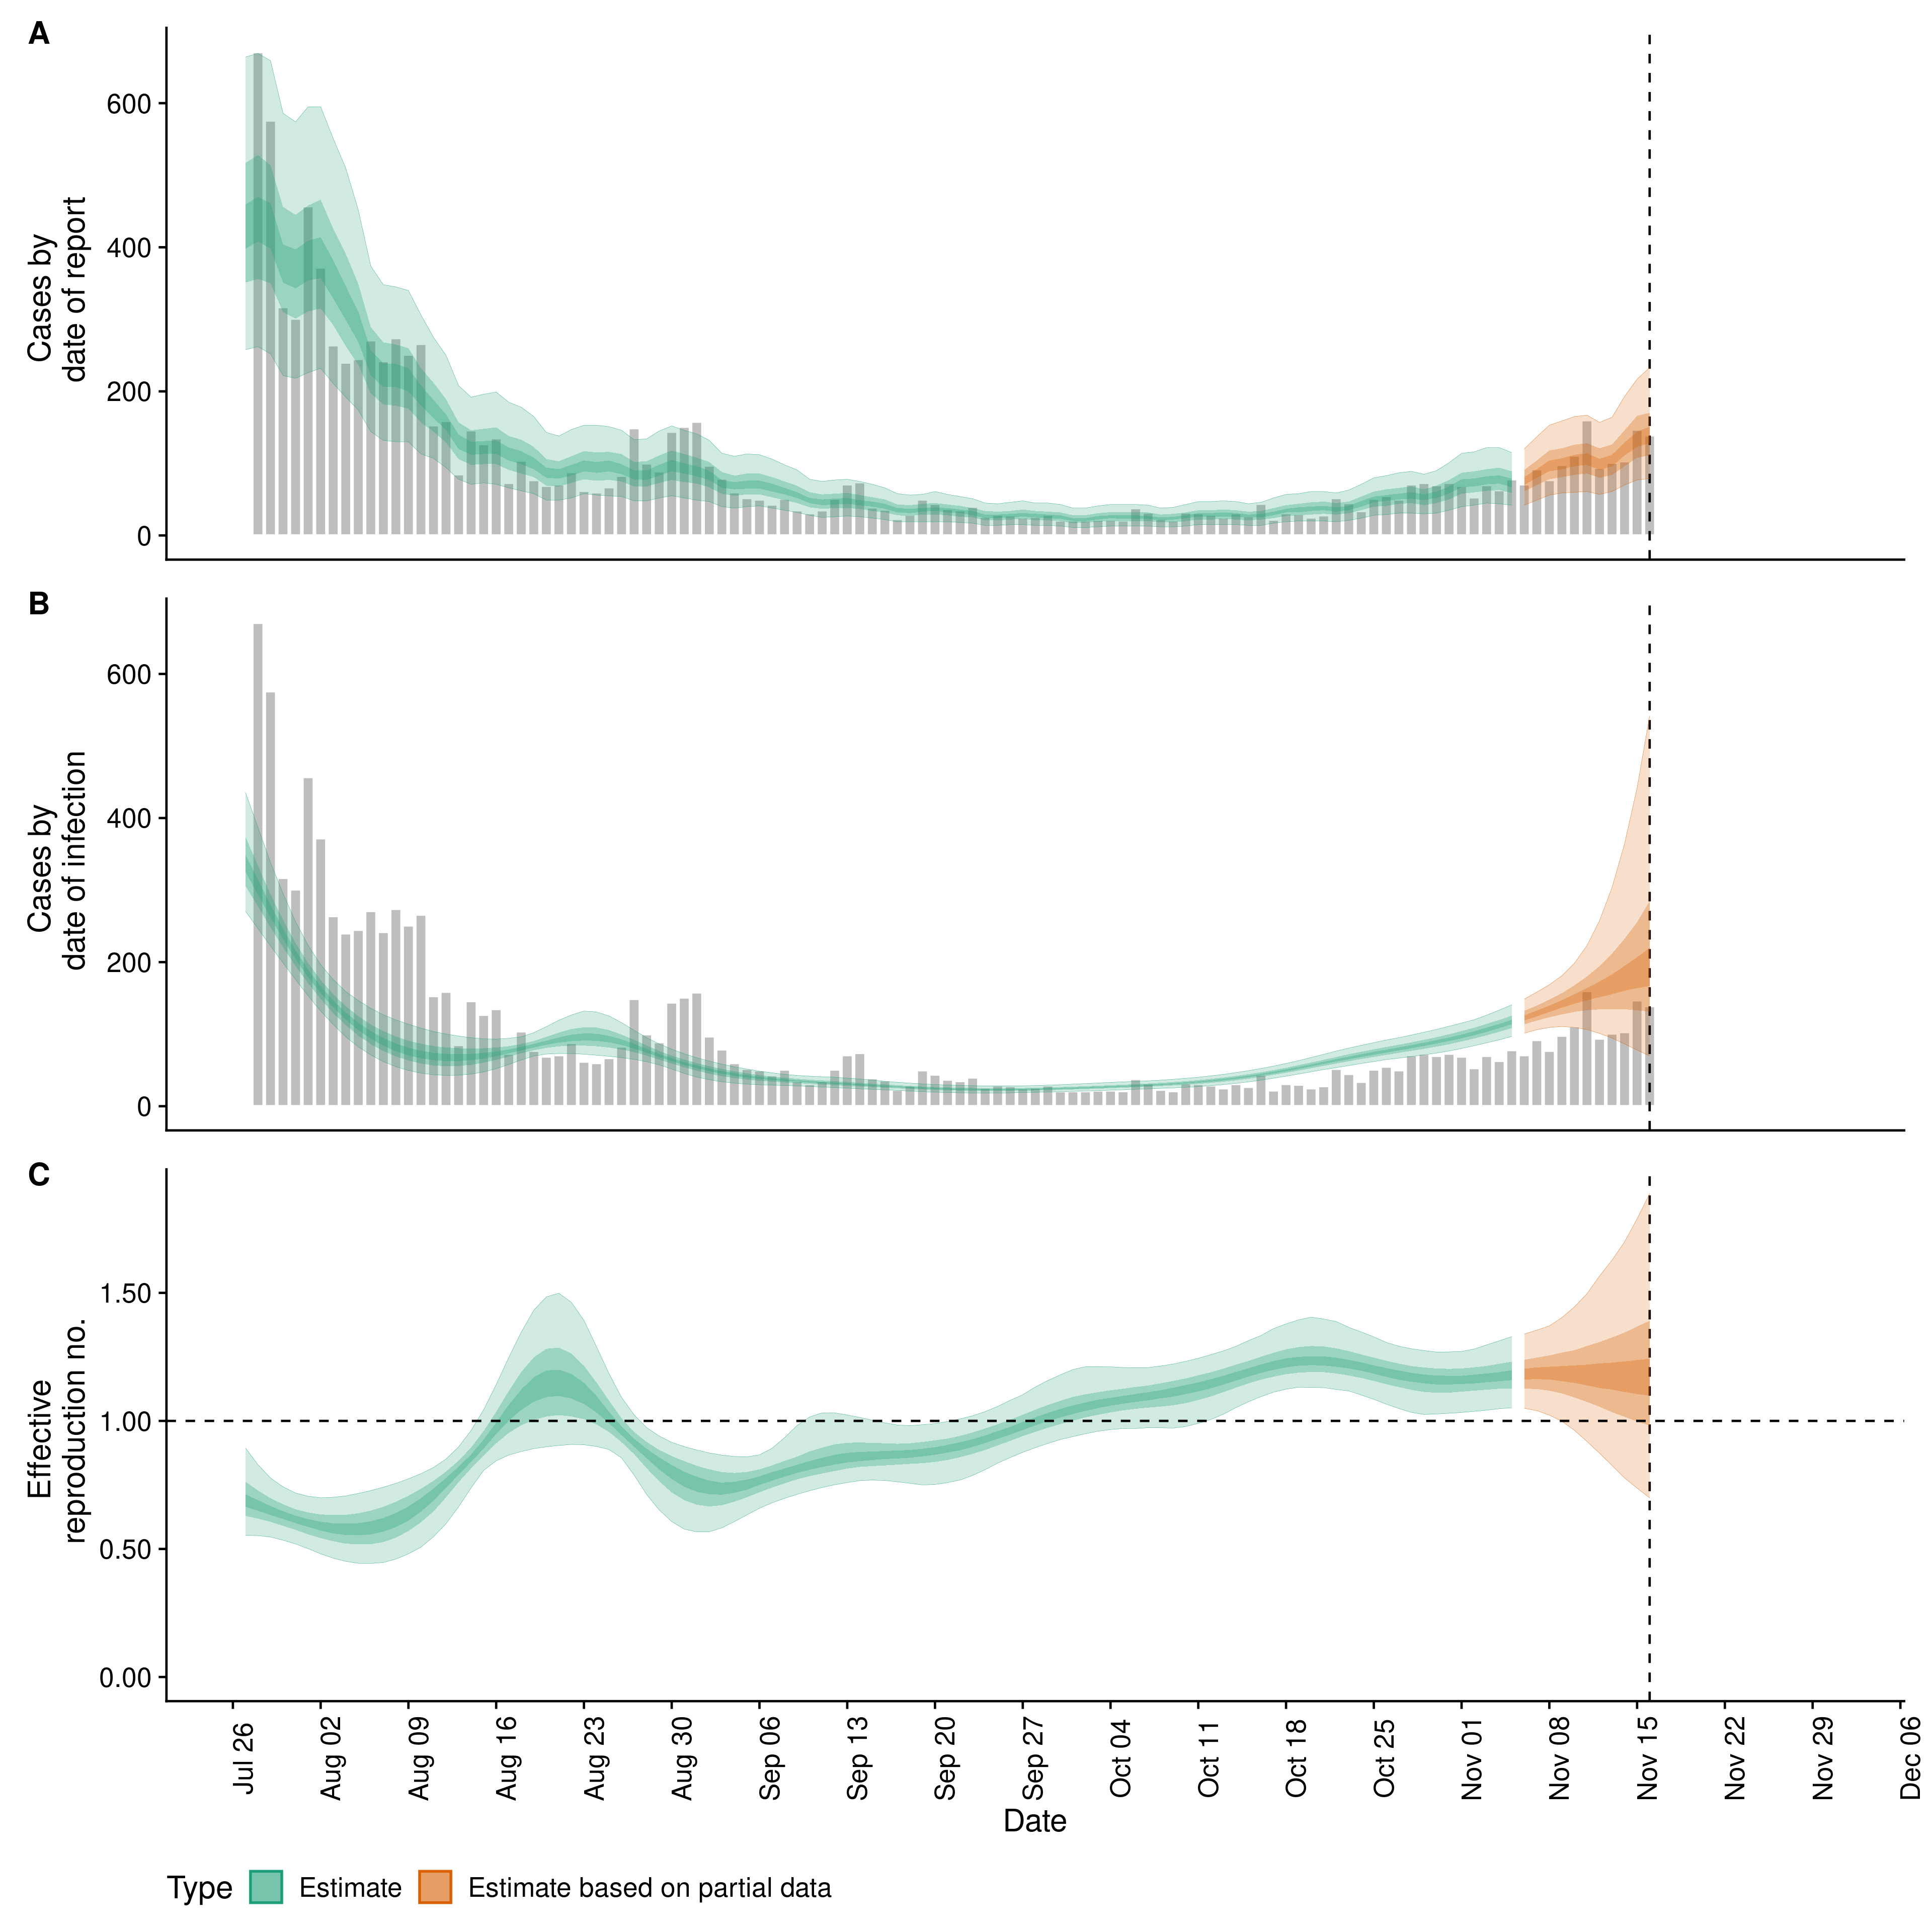 A
Cases by
date of report
600
400
200
0
B
Cases by
date of infection
600
400
200
0
C
Effective
reproduction no.
1.50
1.00
0.50
0.00
Jul 26
Aug 02
Aug 09
Aug 16
Aug 23
Aug 30
Sep 06
Sep 13
Sep 20
Sep 27
Oct 04
Oct 11
Oct 18
Oct 25
Nov 01
Nov 08
Nov 15
Nov 22
Nov 29
Dec 06
Date
Type Estimate Estimate based on partial data